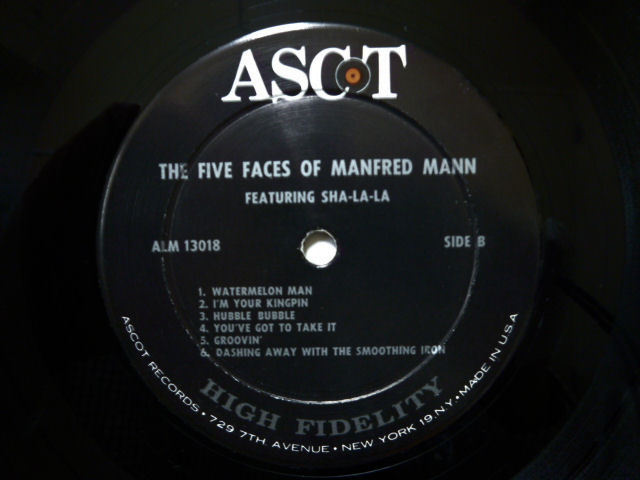 ASCOT
THE FIVE FACES OF MANFRED MANN
FEATURING SHA-LA-LA
ALM 13018
SIDE B
1. WATERMELON MAN
2. I'M YOUR KINGPIN
3. HUBBLE BUBBLE
4. YOU'VE GOT TO TAKE IT
5. GROOVIN'
6. DASHING AWAY WITH THE SMOOTHING IRON
HIGH FIDELITY
ASCOT RECORDS • 729 7TH AVENUE • NEW YORK 19, N.Y. • MADE IN U.S.A.